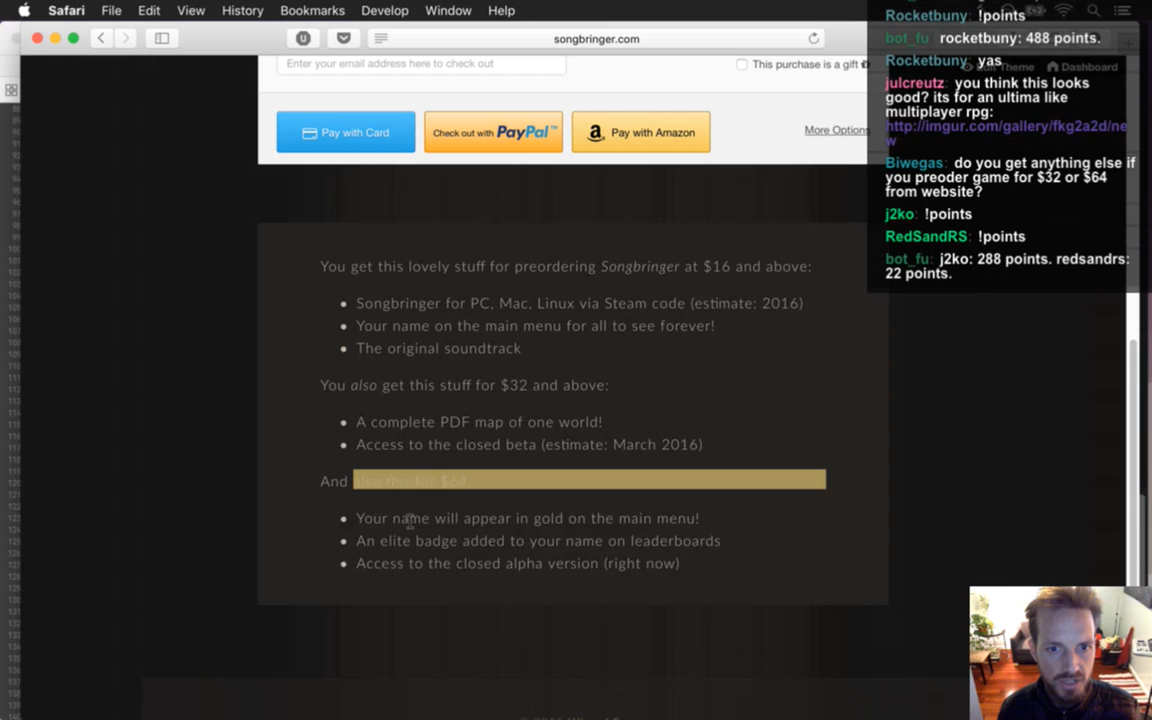 Safari File Edit View History Bookmarks Develop Window Help
songbringer.com
Enter your email address here to check out
This purchase is a gift
Pay with Card
Check out with PayPal™
Pay with Amazon
More Options
You get this lovely stuff for preordering Songbringer at $16 and above:
Songbringer for PC, Mac, Linux via Steam code (estimate: 2016)
Your name on the main menu for all to see forever!
The original soundtrack
You also get this stuff for $32 and above:
A complete PDF map of one world!
Access to the closed beta (estimate: March 2016)
And also this for $64
Your name will appear in gold on the main menu!
An elite badge added to your name on leaderboards
Access to the closed alpha version (right now)
Rocketbuny: !points
bot_fu: rocketbuny: 488 points.
Rocketbuny: yas
Theme Dashboard
julcreutz: you think this looks
good? its for an ultima like
multiplayer rpg:
http://imgur.com/gallery/fkg2a2d/ne
w
Biwegas: do you get anything else if
you preoder game for $32 or $64
from website?
j2ko: !points
RedSandRS: !points
bot_fu: j2ko: 288 points. redsandrs:
22 points.